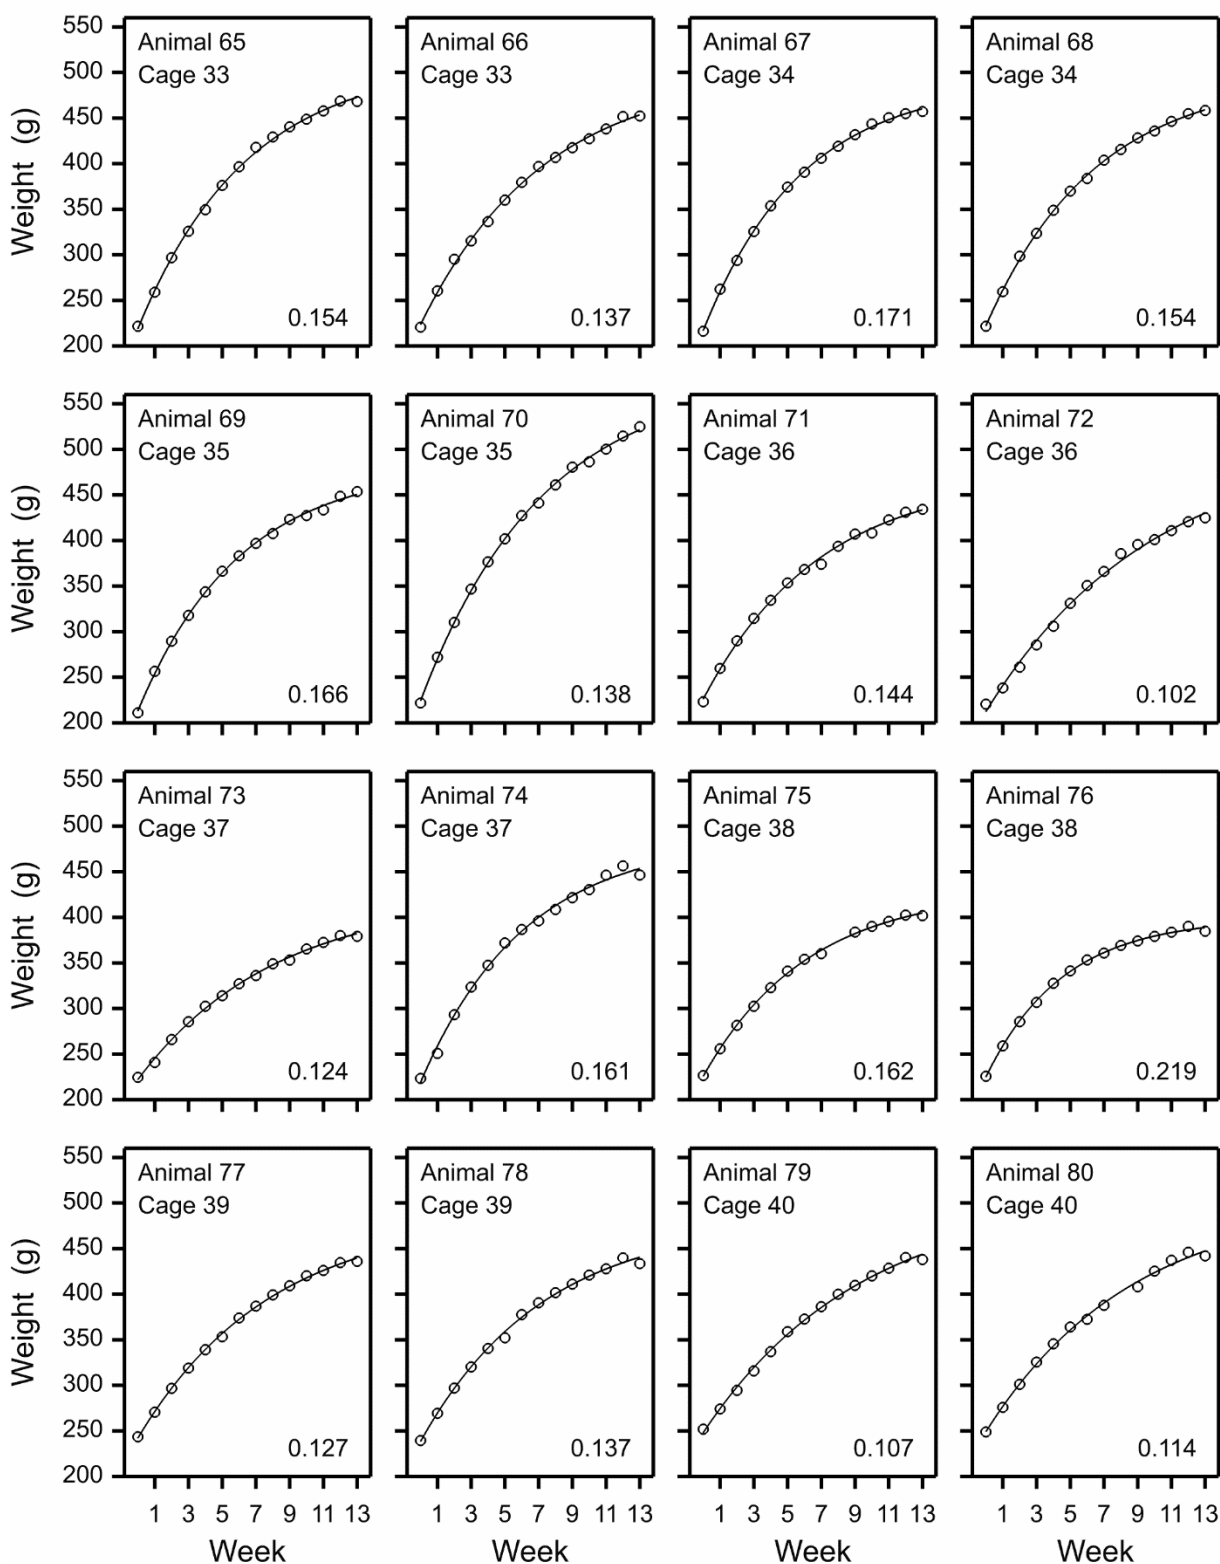 550
500
450
400
350
300
250
200
Weight (g)
Animal 65
Cage 33
0.154
Animal 66
Cage 33
0.137
Animal 67
Cage 34
0.171
Animal 68
Cage 34
0.154
550
500
450
400
350
300
250
200
Weight (g)
Animal 69
Cage 35
0.166
Animal 70
Cage 35
0.138
Animal 71
Cage 36
0.144
Animal 72
Cage 36
0.102
550
500
450
400
350
300
250
200
Weight (g)
Animal 73
Cage 37
0.124
Animal 74
Cage 37
0.161
Animal 75
Cage 38
0.162
Animal 76
Cage 38
0.219
550
500
450
400
350
300
250
200
Weight (g)
Animal 77
Cage 39
0.127
Animal 78
Cage 39
0.137
Animal 79
Cage 40
0.107
Animal 80
Cage 40
0.114
1 3 5 7 9 11 13
1 3 5 7 9 11 13
1 3 5 7 9 11 13
1 3 5 7 9 11 13
Week
Week
Week
Week